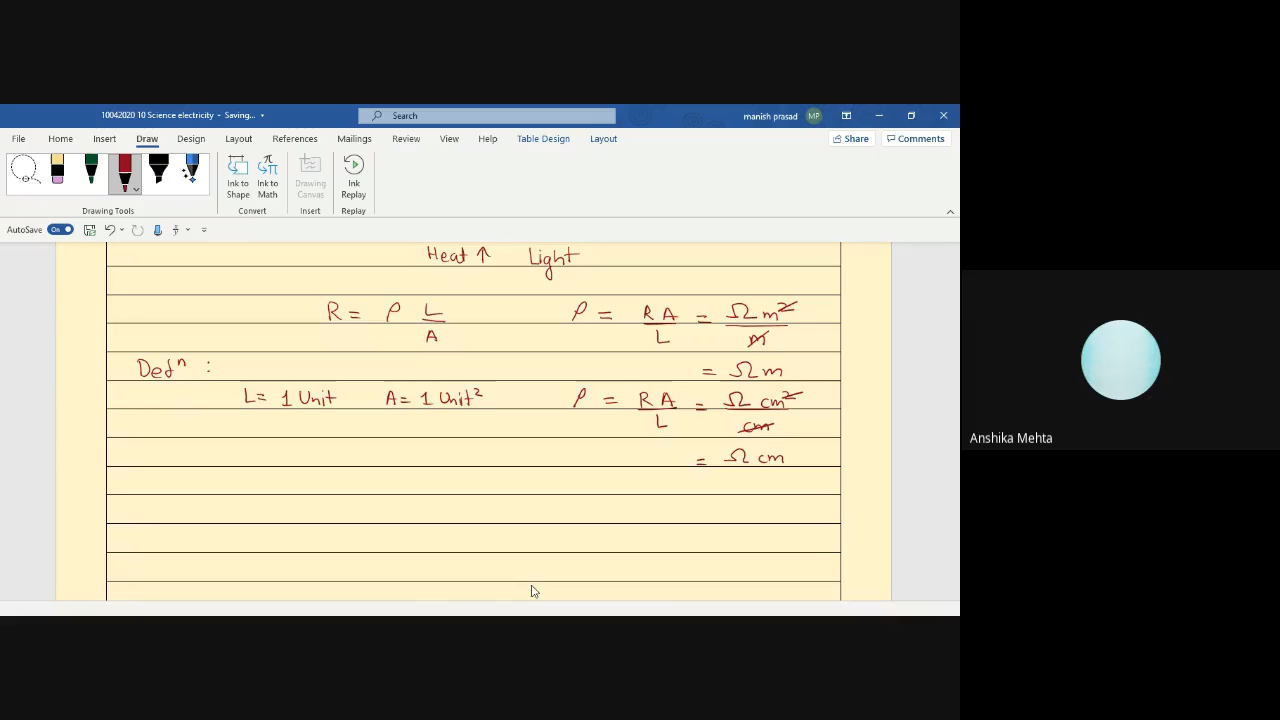 10042020 10 Science electricity - Saving...
Search
manish prasad MP
File Home Insert Draw Design Layout References Mailings Review View Help Table Design Layout
Share Comments
Ink to Shape Ink to Math Drawing Canvas Ink Replay
Drawing Tools Convert Insert Replay
AutoSave On
Heat ↑ Light
R = ρ L/A ρ = RA/L = Ω m²/m
Defⁿ : = Ω m
L = 1 Unit A = 1 Unit² ρ = RA/L = Ω cm²/cm
= Ω cm
Anshika Mehta